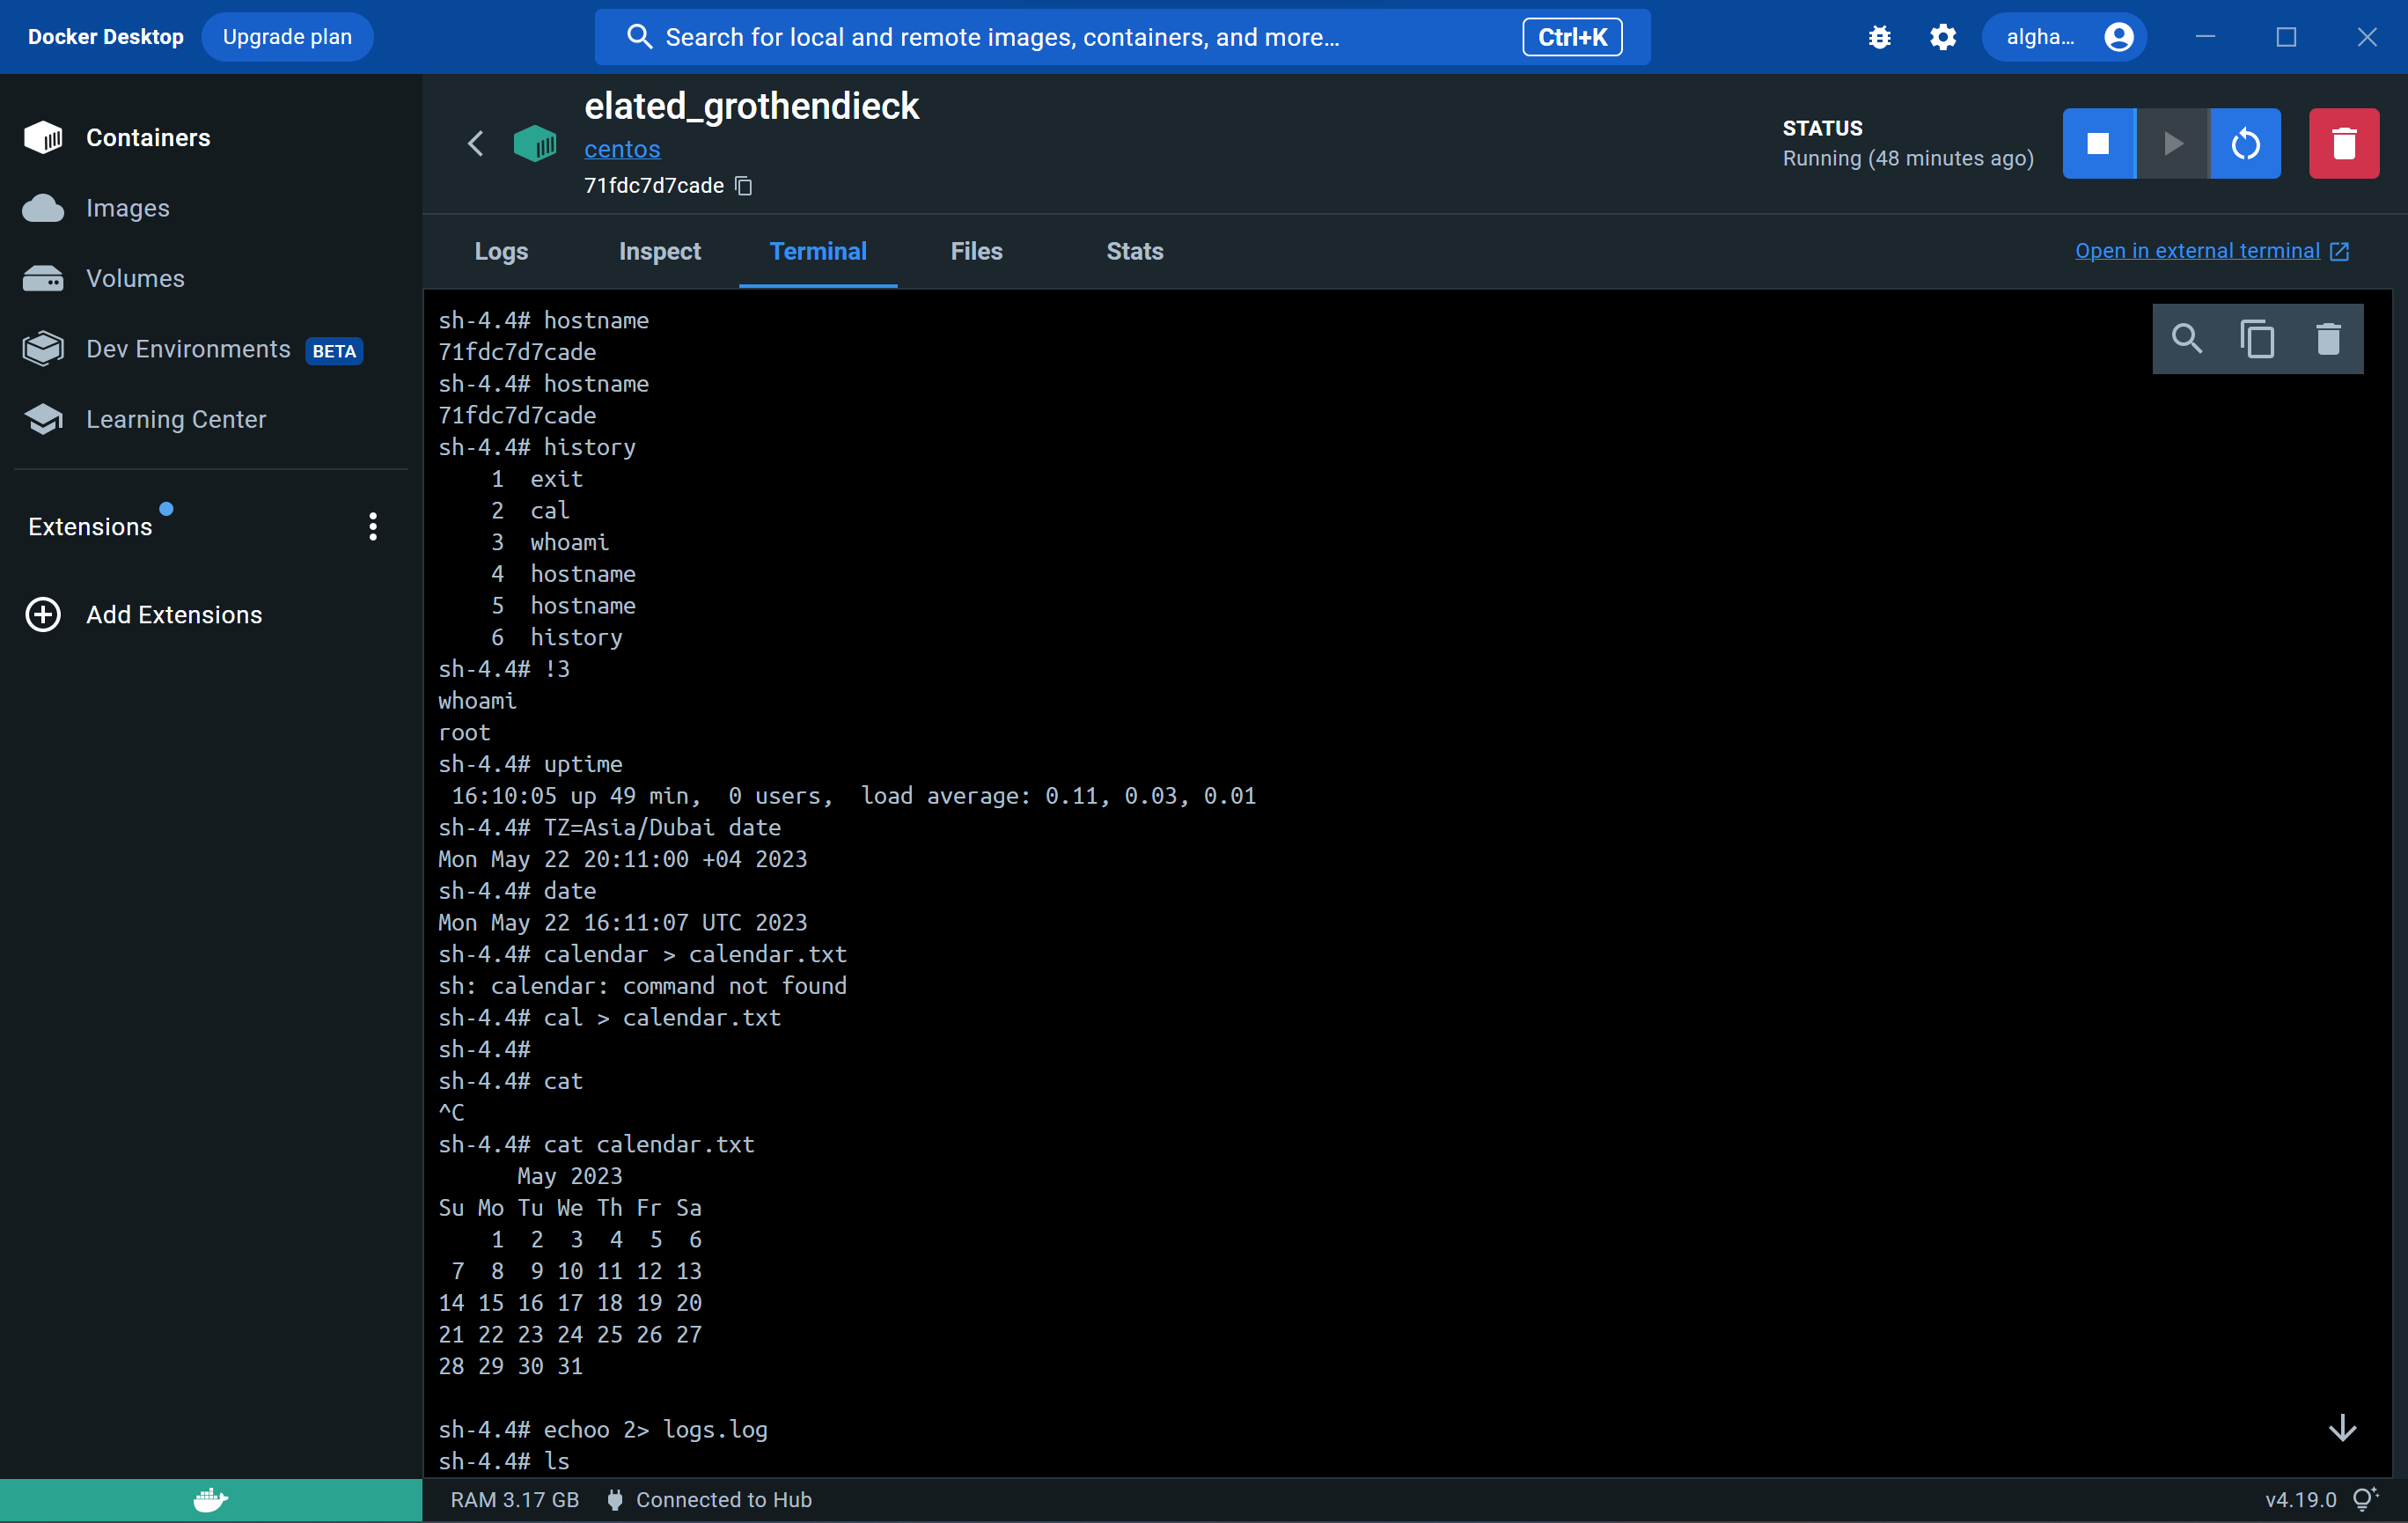 Docker Desktop Upgrade plan Search for local and remote images, containers, and more... Ctrl+K algha...
Containers
Images
Volumes
Dev Environments BETA
Learning Center
Extensions
Add Extensions
elated_grothendieck
centos
71fdc7d7cade
STATUS
Running (48 minutes ago)
Logs Inspect Terminal Files Stats Open in external terminal
sh-4.4# hostname
71fdc7d7cade
sh-4.4# hostname
71fdc7d7cade
sh-4.4# history
    1  exit
    2  cal
    3  whoami
    4  hostname
    5  hostname
    6  history
sh-4.4# !3
whoami
root
sh-4.4# uptime
 16:10:05 up 49 min,  0 users,  load average: 0.11, 0.03, 0.01
sh-4.4# TZ=Asia/Dubai date
Mon May 22 20:11:00 +04 2023
sh-4.4# date
Mon May 22 16:11:07 UTC 2023
sh-4.4# calendar > calendar.txt
sh: calendar: command not found
sh-4.4# cal > calendar.txt
sh-4.4#
sh-4.4# cat
^C
sh-4.4# cat calendar.txt
      May 2023
Su Mo Tu We Th Fr Sa
    1  2  3  4  5  6
 7  8  9 10 11 12 13
14 15 16 17 18 19 20
21 22 23 24 25 26 27
28 29 30 31
sh-4.4# echoo 2> logs.log
sh-4.4# ls
RAM 3.17 GB Connected to Hub v4.19.0